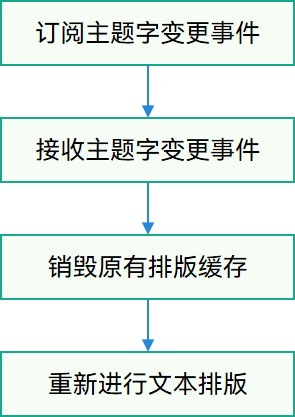 订阅主题字变更事件
接收主题字变更事件
销毁原有排版缓存
重新进行文本排版